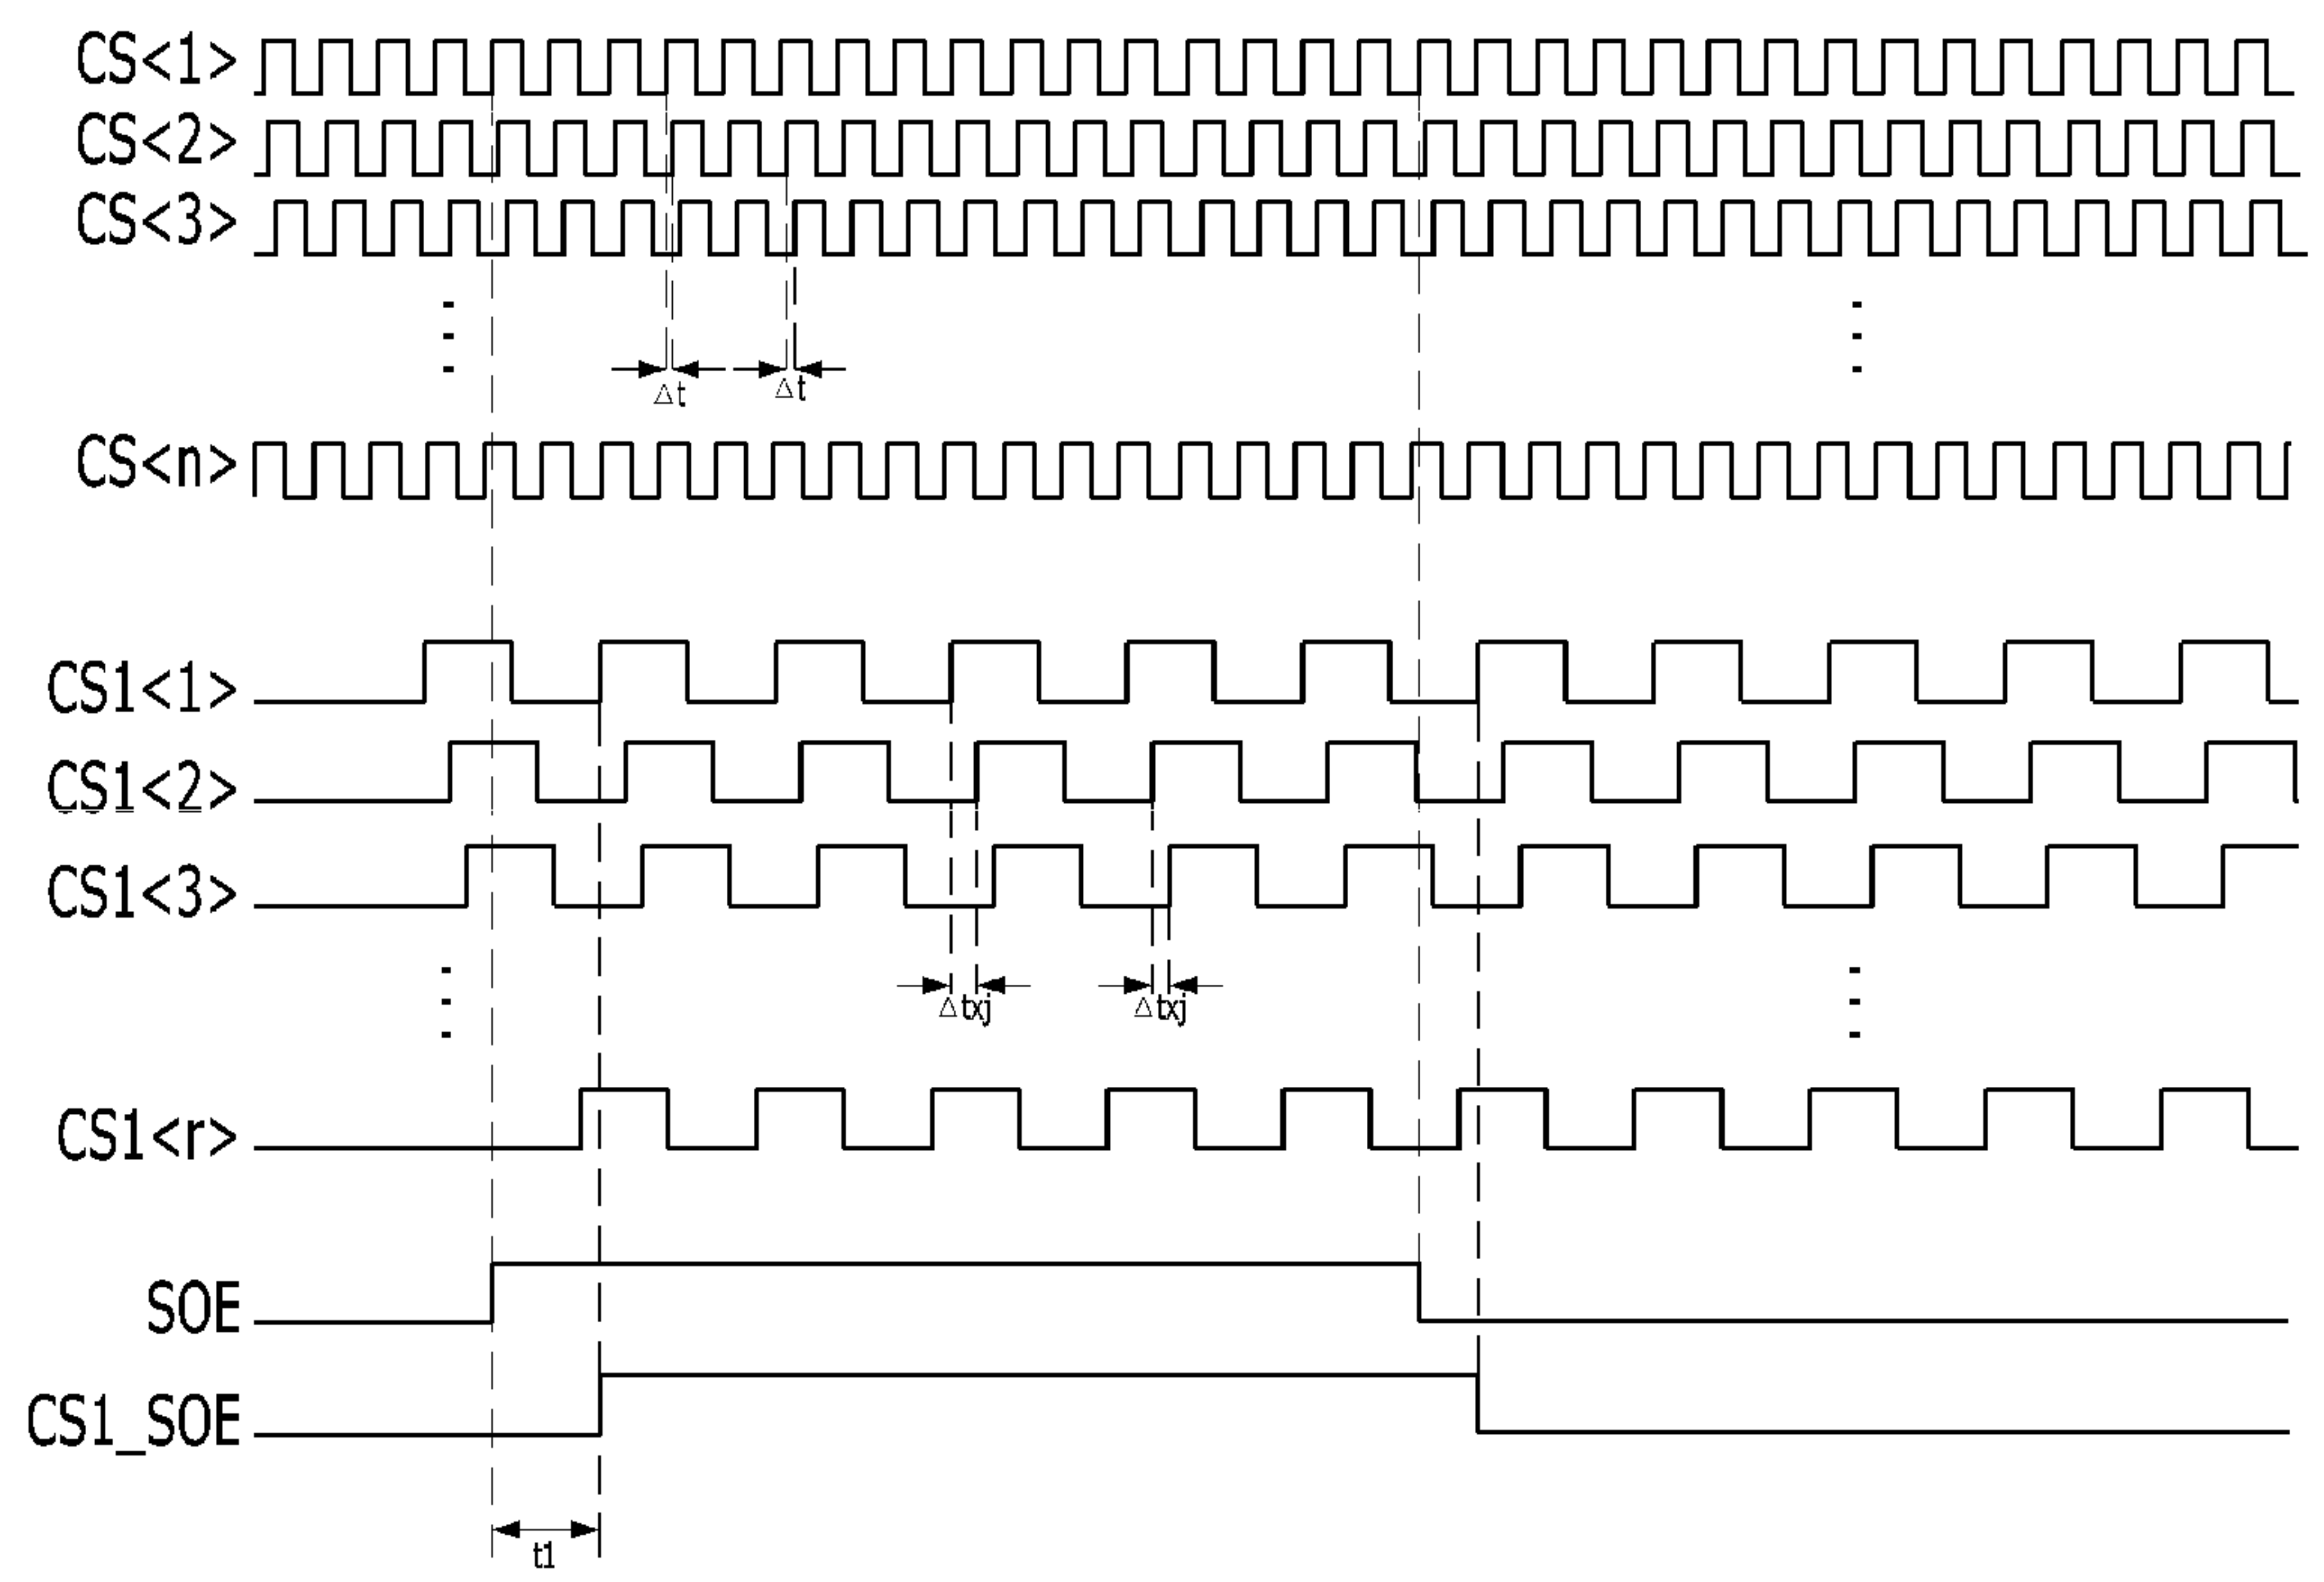 CS<1>
CS<2>
CS<3>
Δt Δt
CS<n>
CS1<1>
CS1<2>
CS1<3>
Δtxj Δtxj
CS1<r>
SOE
CS1_SOE
t1